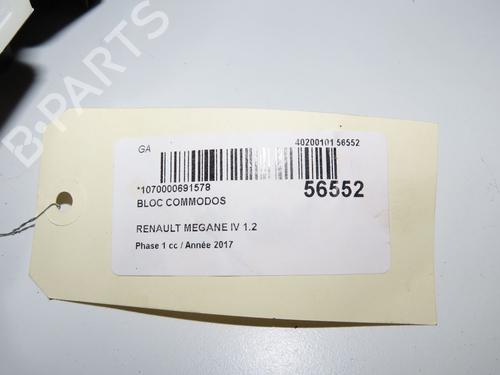 B-PARTS
GA
40200101 56552
*1070000691578
56552
BLOC COMMODOS
RENAULT MEGANE IV 1.2
Phase 1 cc / Année 2017